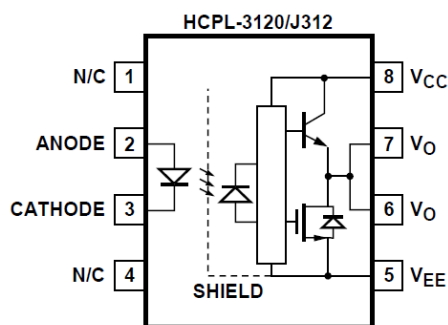 HCPL-3120/J312
N/C 1
8 VCC
ANODE 2
7 VO
CATHODE 3
6 VO
N/C 4
5 VEE
SHIELD